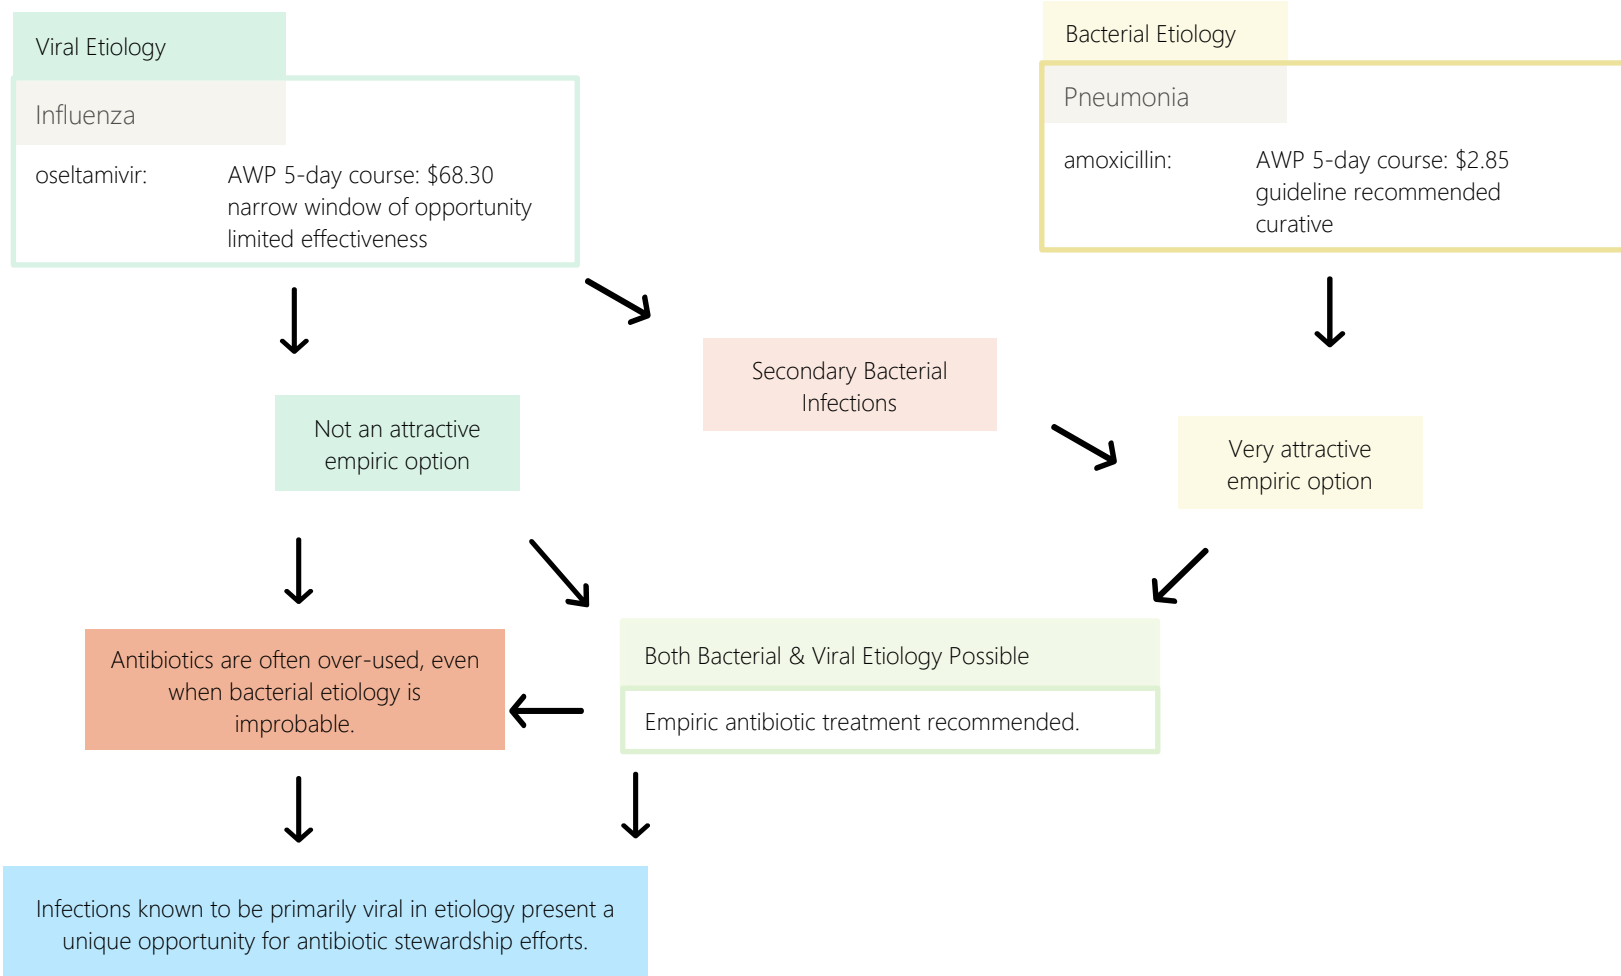 Viral Etiology
Influenza
oseltamivir: AWP 5-day course: $68.30
narrow window of opportunity
limited effectiveness
Bacterial Etiology
Pneumonia
amoxicillin: AWP 5-day course: $2.85
guideline recommended
curative
Secondary Bacterial
Infections
Not an attractive
empiric option
Very attractive
empiric option
Antibiotics are often over-used, even
when bacterial etiology is
improbable.
Both Bacterial & Viral Etiology Possible
Empiric antibiotic treatment recommended.
Infections known to be primarily viral in etiology present a
unique opportunity for antibiotic stewardship efforts.